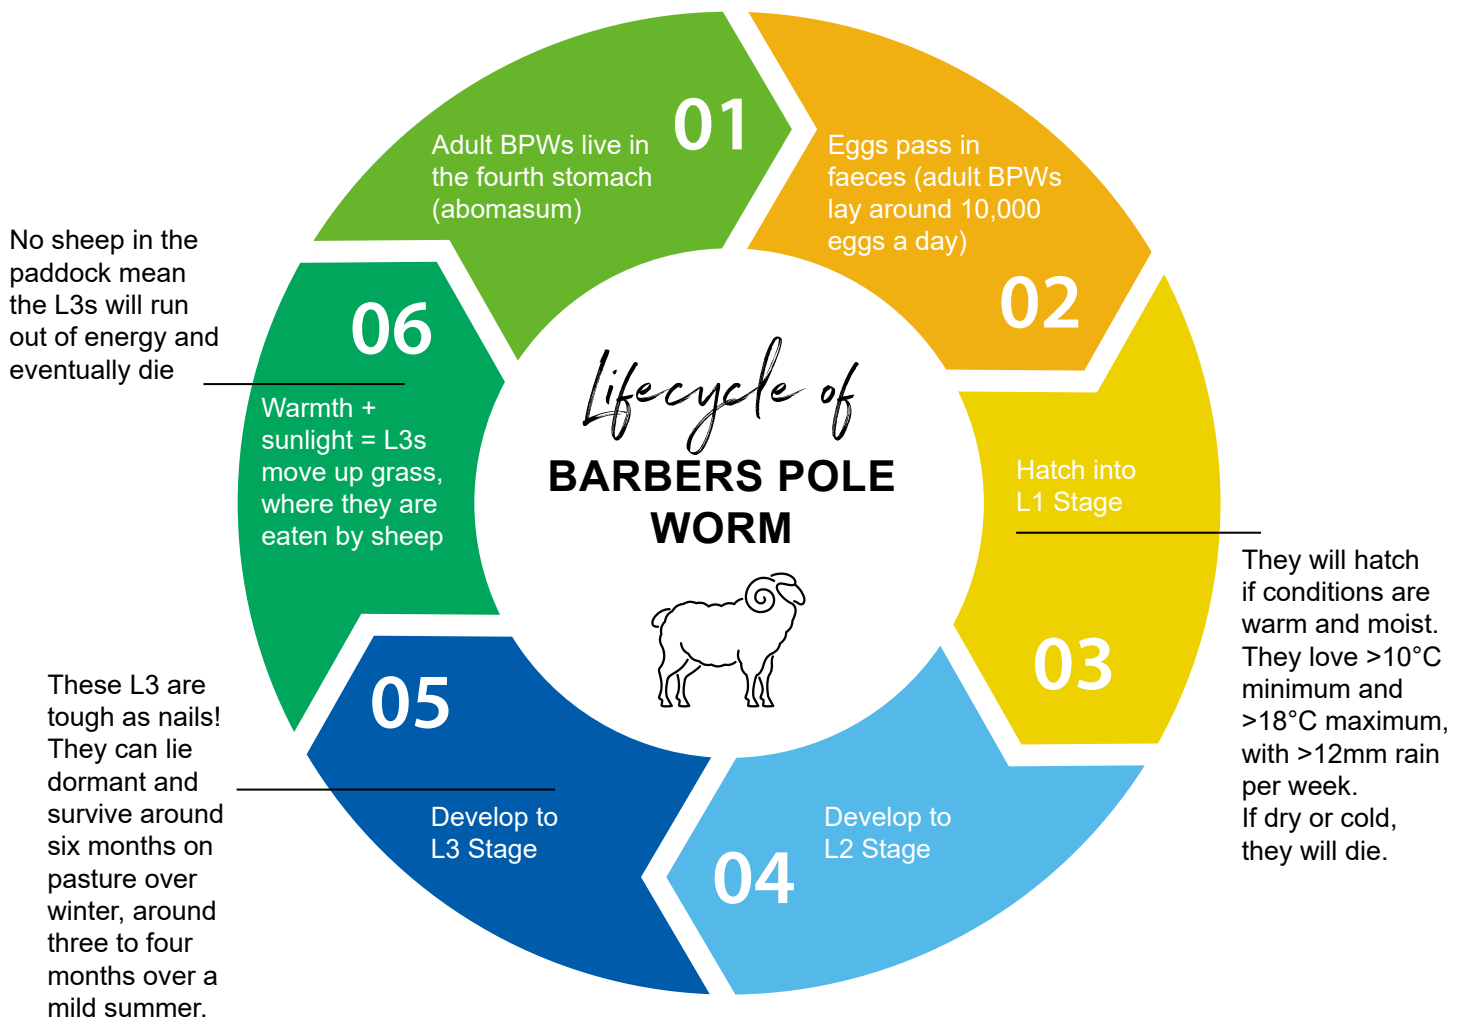 Lifecycle of
BARBERS POLE
WORM
01
Adult BPWs live in
the fourth stomach
(abomasum)
Eggs pass in
faeces (adult BPWs
lay around 10,000
eggs a day)
02
Hatch into
L1 Stage
03
They will hatch
if conditions are
warm and moist.
They love >10°C
minimum and
>18°C maximum,
with >12mm rain
per week.
If dry or cold,
they will die.
Develop to
L2 Stage
04
05
Develop to
L3 Stage
These L3 are
tough as nails!
They can lie
dormant and
survive around
six months on
pasture over
winter, around
three to four
months over a
mild summer.
06
Warmth +
sunlight = L3s
move up grass,
where they are
eaten by sheep
No sheep in the
paddock mean
the L3s will run
out of energy and
eventually die